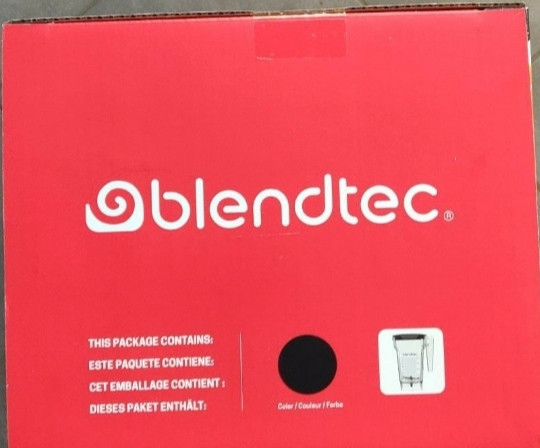 blendtec®
THIS PACKAGE CONTAINS:
ESTE PAQUETE CONTIENE:
CET EMBALLAGE CONTIENT :
DIESES PAKET ENTHÄLT:
Color / Couleur / Farbe